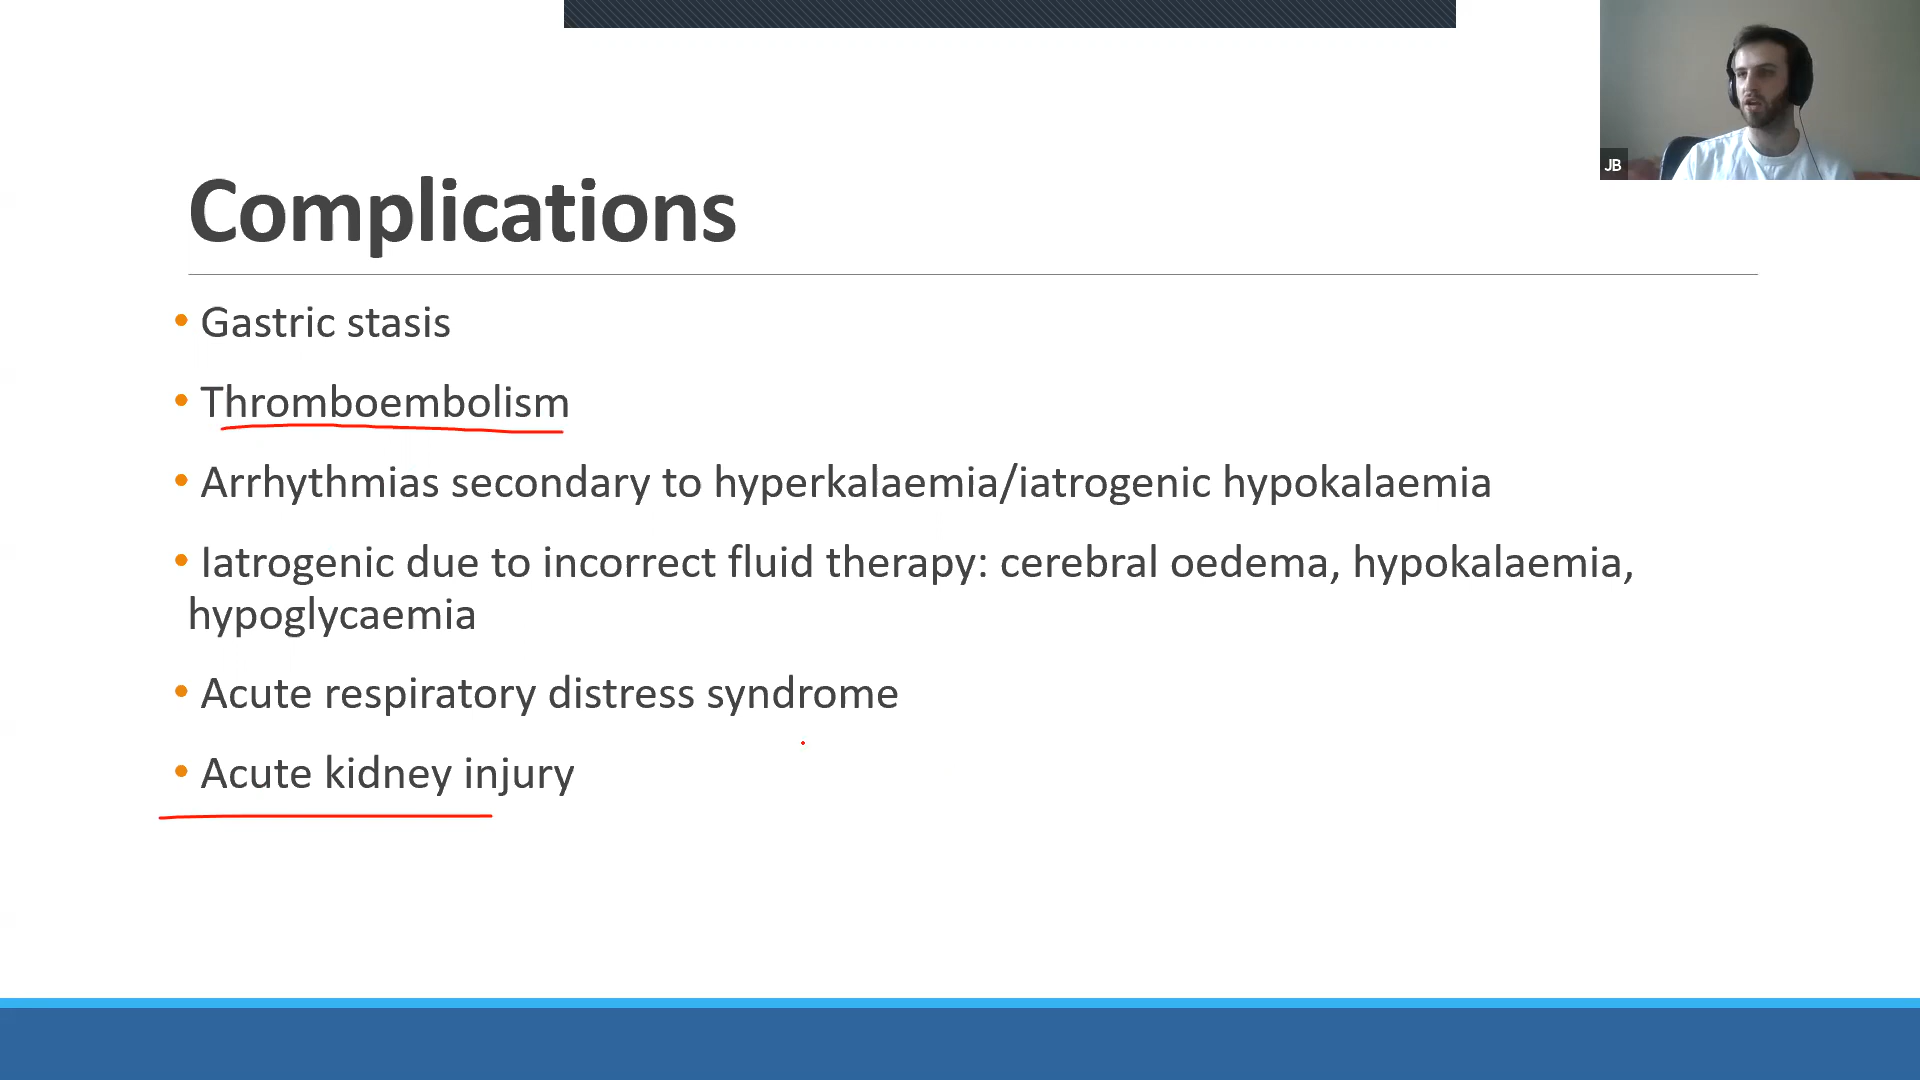 JB
Complications
• Gastric stasis
• Thromboembolism
• Arrhythmias secondary to hyperkalaemia/iatrogenic hypokalaemia
• Iatrogenic due to incorrect fluid therapy: cerebral oedema, hypokalaemia,
hypoglycaemia
• Acute respiratory distress syndrome
• Acute kidney injury